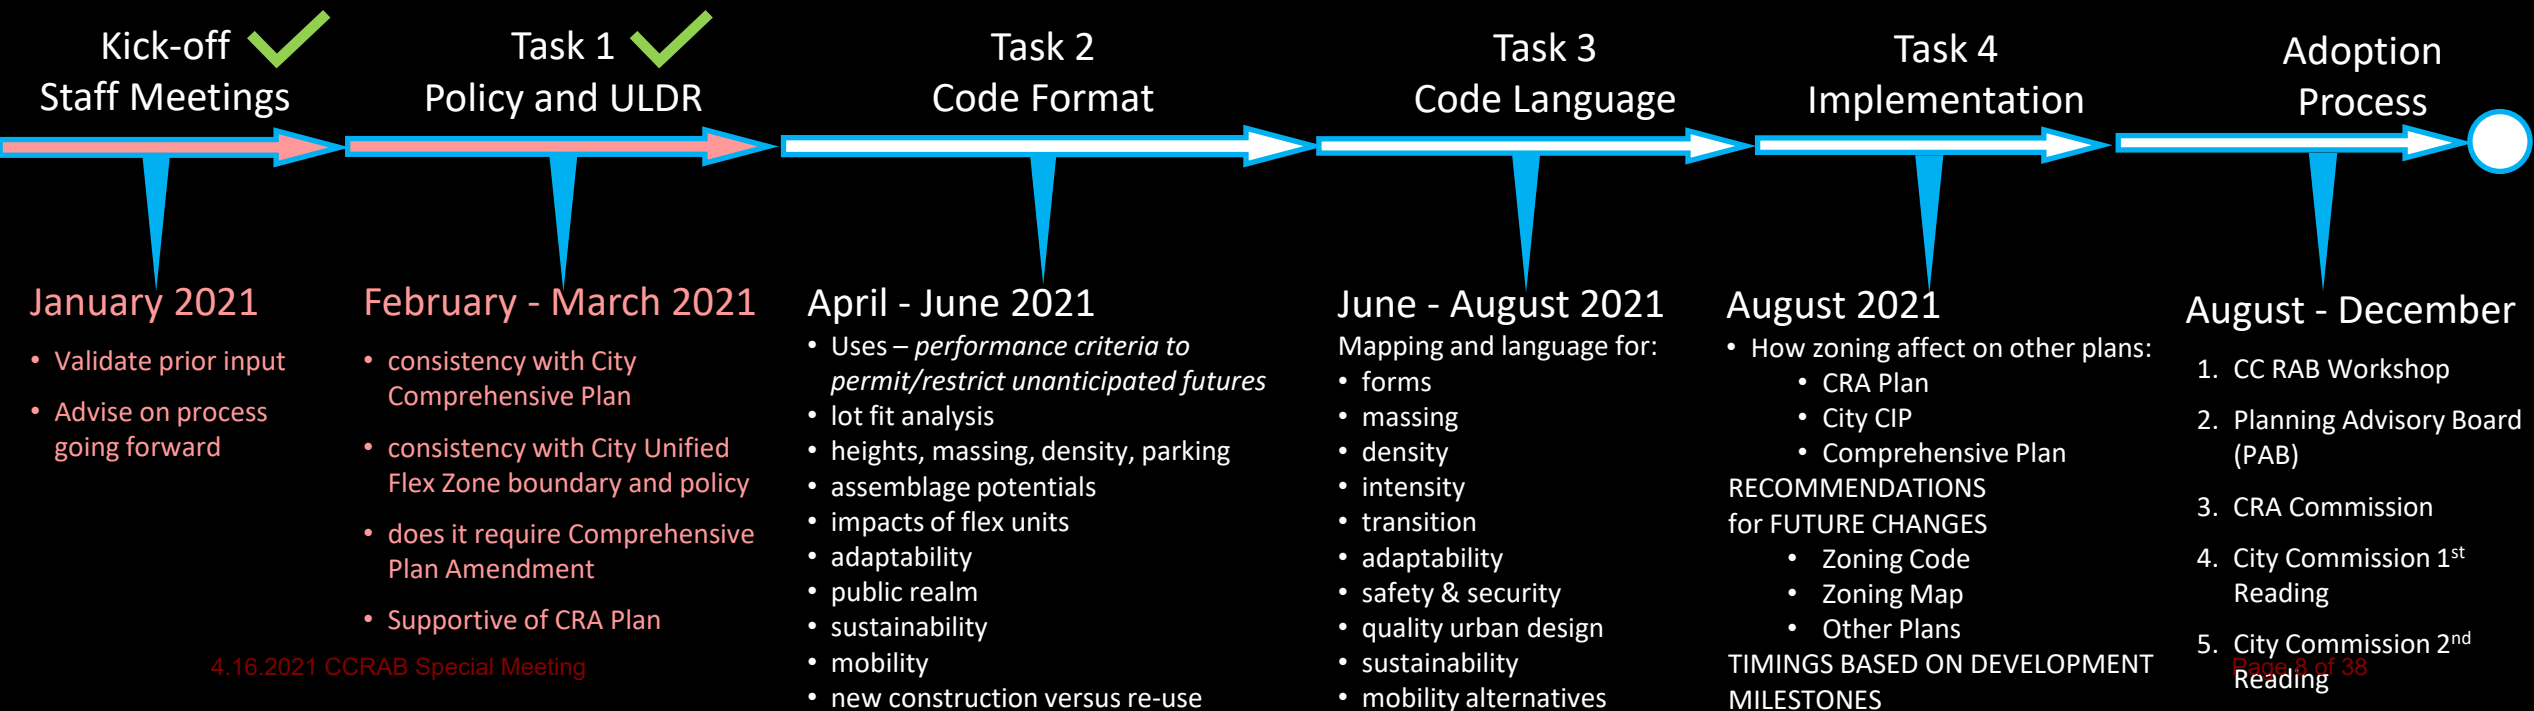 Kick-off
Staff Meetings
January 2021
• Validate prior input
• Advise on process
going forward
Task 1
Policy and ULDR
February - March 2021
• consistency with City
Comprehensive Plan
• consistency with City Unified
Flex Zone boundary and policy
• does it require Comprehensive
Plan Amendment
• Supportive of CRA Plan
Task 2
Code Format
April - June 2021
• Uses – performance criteria to
permit/restrict unanticipated futures
• lot fit analysis
• heights, massing, density, parking
• assemblage potentials
• impacts of flex units
• adaptability
• public realm
• sustainability
• mobility
• new construction versus re-use
Task 3
Code Language
June - August 2021
Mapping and language for:
• forms
• massing
• density
• intensity
• transition
• adaptability
• safety & security
• quality urban design
• sustainability
• mobility alternatives
Task 4
Implementation
August 2021
• How zoning affect on other plans:
• CRA Plan
• City CIP
• Comprehensive Plan
RECOMMENDATIONS
for FUTURE CHANGES
• Zoning Code
• Zoning Map
• Other Plans
TIMINGS BASED ON DEVELOPMENT
MILESTONES
Adoption
Process
August - December
1. CC RAB Workshop
2. Planning Advisory Board
(PAB)
3. CRA Commission
4. City Commission 1st
Reading
5. City Commission 2nd
Reading
4.16.2021 CCRAB Special Meeting
Page 8 of 38